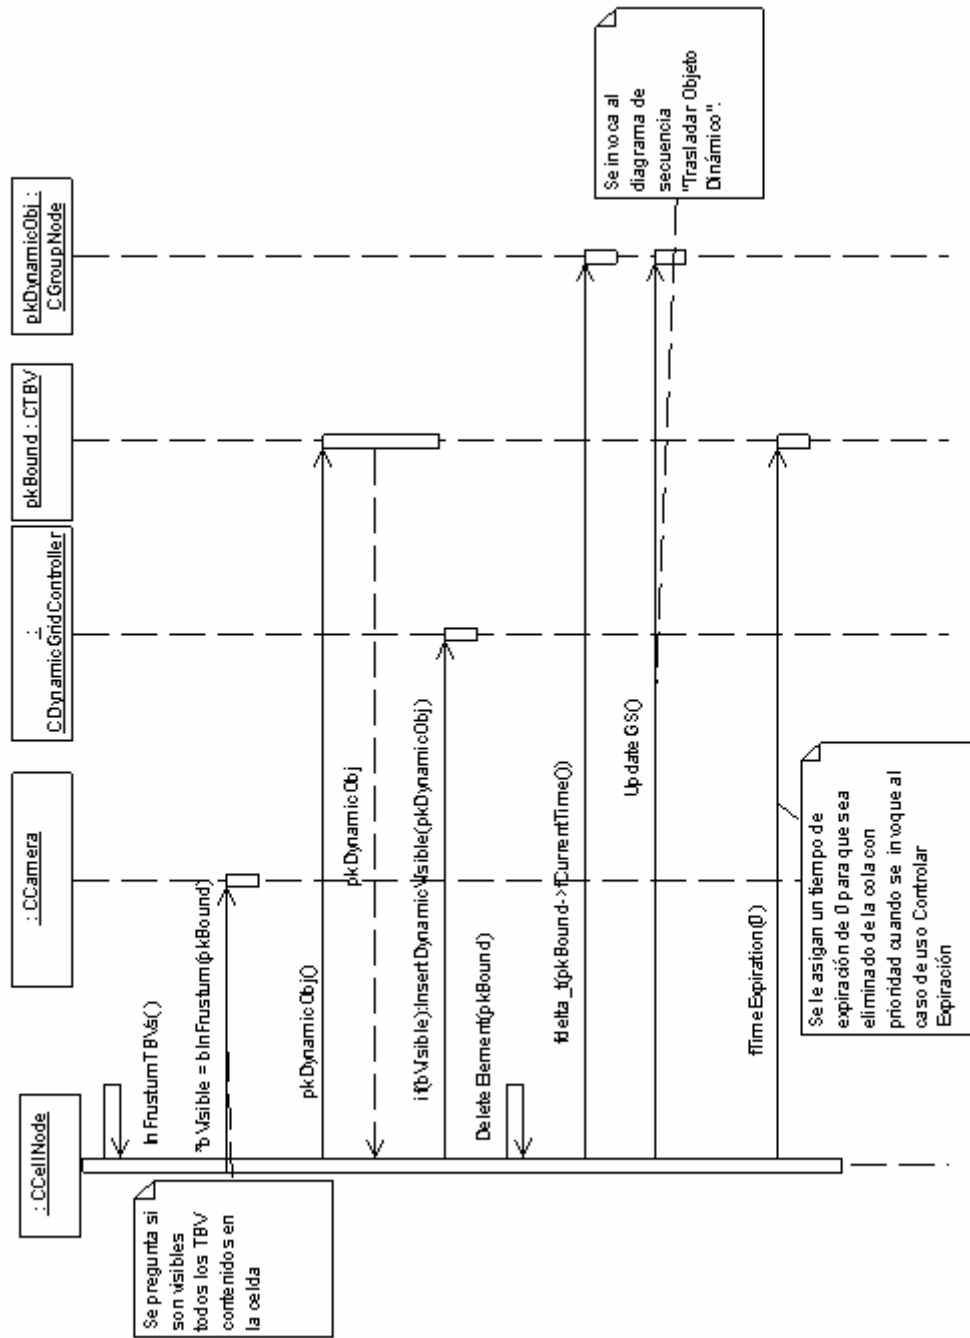 : CCellNode
: CCamera
: -
CDynamicGridController
pkBound : CTBV
pkDynamicObj :
CGroupNode
InFrustumTBVs()
*bVisible = bInFrustum(pkBound)
Se pregunta si
son visibles
todos los TBV
contenidos en
la celda
pkDynamicObj()
pkDynamicObj
if(bVisible):InsertDynamicVisible(pkDynamicObj)
DeleteElement(pkBound)
fdelta_t(pkBound->fCurrentTime())
UpdateGS()
Se invoca al
diagrama de
secuencia
"Trasladar Objeto
Dinámico".
fTimeExpiration(0)
Se le asigan un tiempo de
expiración de 0 para que sea
eliminado de la cola con
prioridad cuando se invoque al
caso de uso Controlar
Expiración